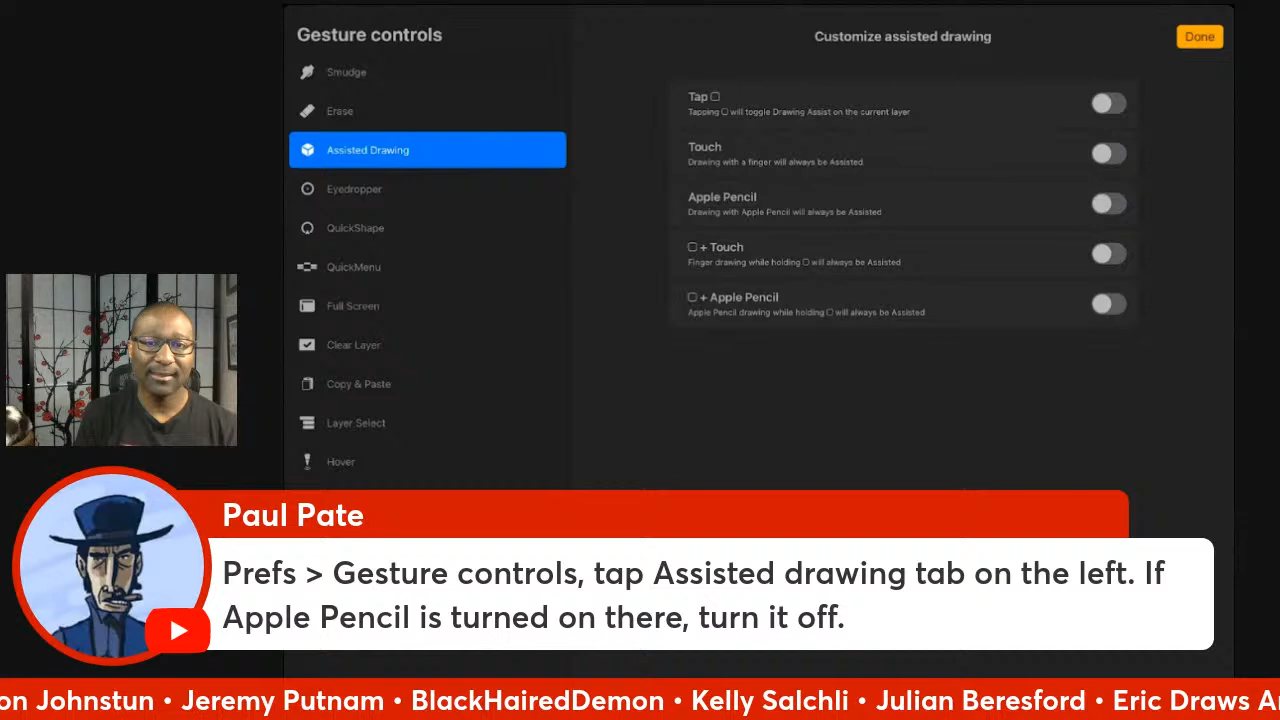 Gesture controls
Customize assisted drawing
Done
Smudge
Erase
Assisted Drawing
Eyedropper
QuickShape
QuickMenu
Full Screen
Clear Layer
Copy & Paste
Layer Select
Hover
Tap ▢
Tapping ▢ will toggle Drawing Assist on the current layer
Touch
Drawing with a finger will always be Assisted
Apple Pencil
Drawing with Apple Pencil will always be Assisted
▢ + Touch
Finger drawing while holding ▢ will always be Assisted
▢ + Apple Pencil
Apple Pencil drawing while holding ▢ will always be Assisted
Paul Pate
Prefs > Gesture controls, tap Assisted drawing tab on the left. If
Apple Pencil is turned on there, turn it off.
on Johnstun • Jeremy Putnam • BlackHairedDemon • Kelly Salchli • Julian Beresford • Eric Draws A